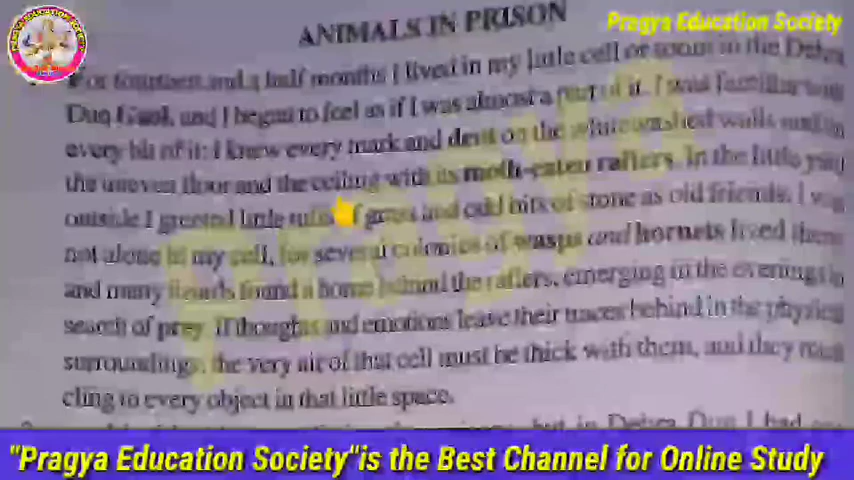 ANIMALS IN PRISON
Pragya Education Society
For fourteen and a half months I lived in my little cell or room in the Dehra
Dun Gaol, and I began to feel as if I was almost a part of it. I was familiar with
every bit of it; I knew every mark and dent on the whitewashed walls and on
the uneven floor and the ceiling with its moth-eaten rafters. In the little yard
outside I greeted little tufts of grass and odd bits of stone as old friends. I was
not alone in my cell, for several colonies of wasps and hornets lived there
and many lizards found a home behind the rafters, emerging in the evenings in
search of prey. If thoughts and emotions leave their traces behind in the physical
surroundings, the very air of that cell must be thick with them, and they must
cling to every object in that little space.
but in Dehra Dun I had one
"Pragya Education Society"is the Best Channel for Online Study